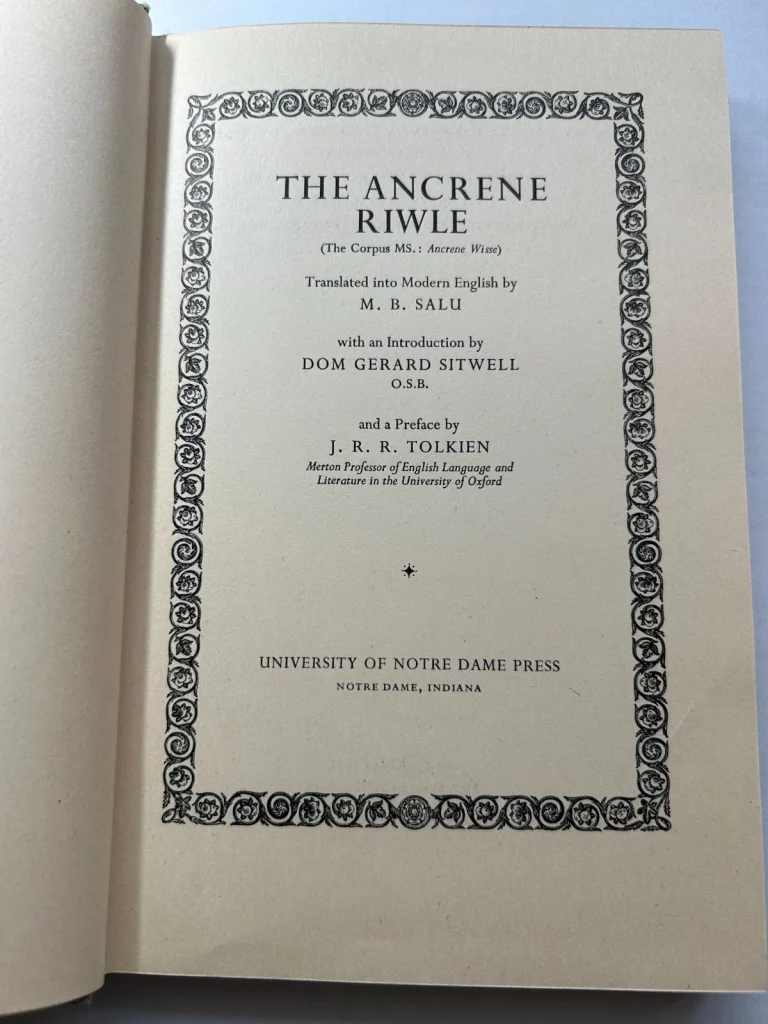 THE ANCRENE
RIWLE
(The Corpus MS.: Ancrene Wisse)
Translated into Modern English by
M. B. SALU
with an Introduction by
DOM GERARD SITWELL
O.S.B.
and a Preface by
J. R. R. TOLKIEN
Merton Professor of English Language and
Literature in the University of Oxford
UNIVERSITY OF NOTRE DAME PRESS
NOTRE DAME, INDIANA